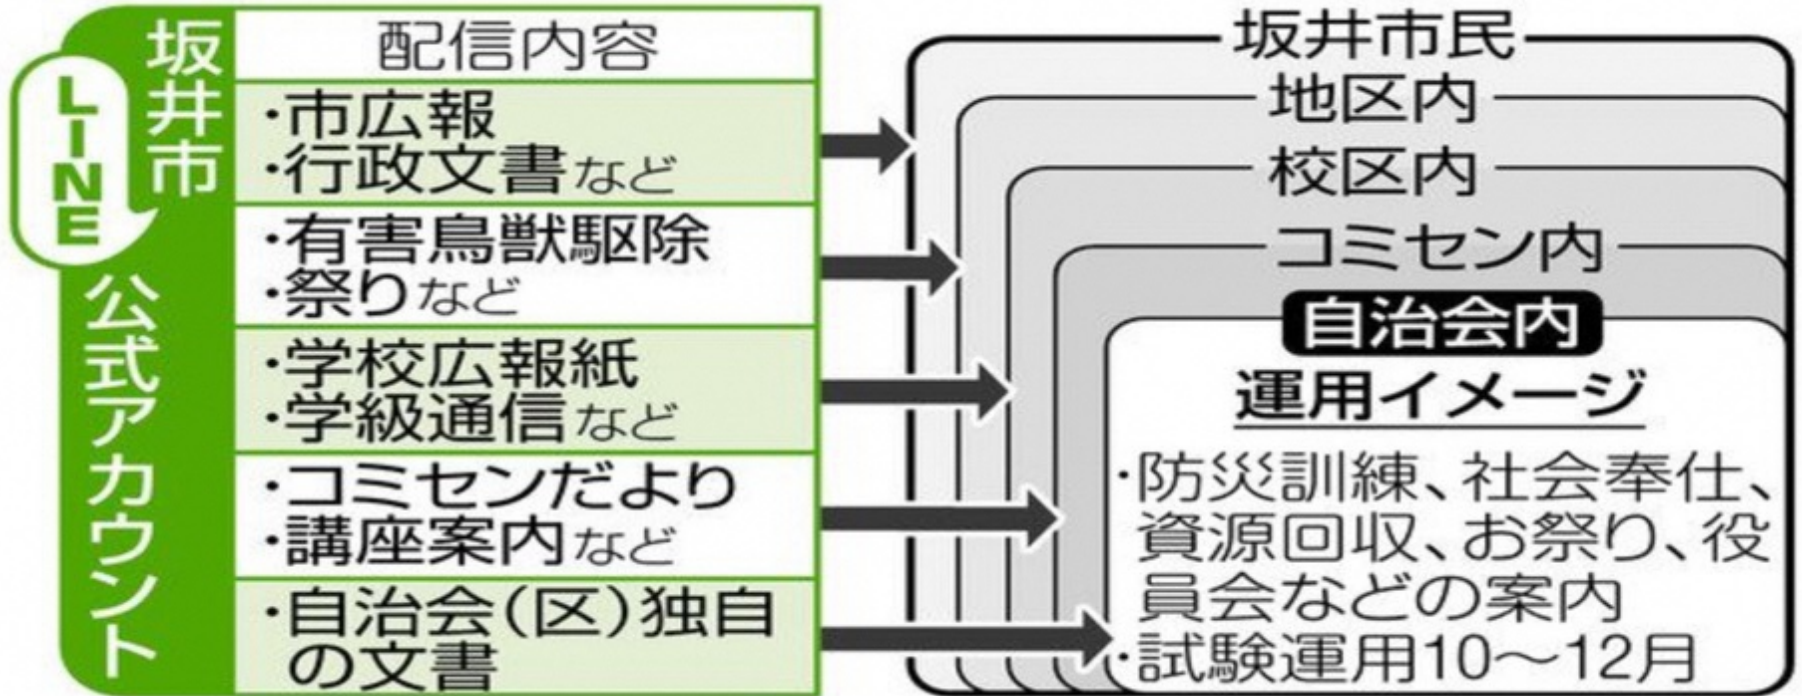 LINE
坂井市
公式アカウント
配信内容
・市広報
・行政文書など
・有害鳥獣駆除
・祭りなど
・学校広報紙
・学級通信など
・コミセンだより
・講座案内など
・自治会(区)独自
の文書
坂井市民
地区内
校区内
コミセン内
自治会内
運用イメージ
・防災訓練、社会奉仕、
資源回収、お祭り、役
員会などの案内
・試験運用10〜12月